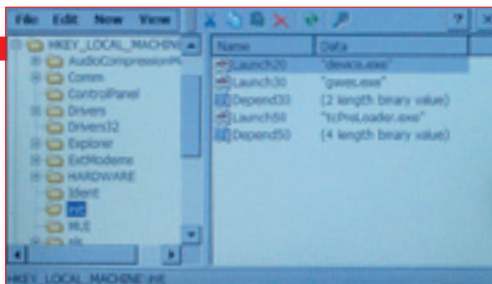 File Edit New View ?
HKEY_LOCAL_MACHINE
AudioCompressionM
Comm
ControlPanel
Drivers
Drivers32
Explorer
ExtModems
HARDWARE
Ident
init
MUI
nls
Name Data
Launch20 "device.exe"
Launch30 "gwes.exe"
Depend30 (2 length binary value)
Launch50 "tcPreLoader.exe"
Depend50 (4 length binary value)
HKEY_LOCAL_MACHINE\init